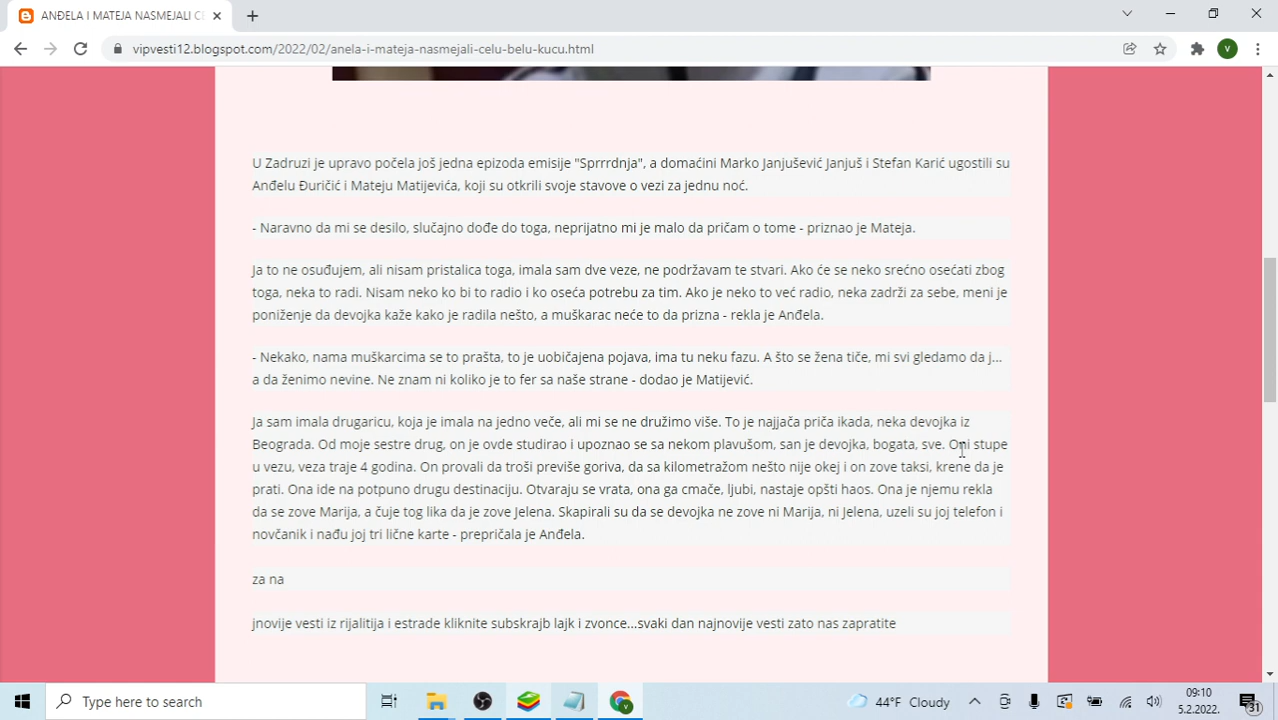 ANĐELA I MATEJA NASMEJALI CE
vipvesti12.blogspot.com/2022/02/anela-i-mateja-nasmejali-celu-belu-kucu.html
V
U Zadruzi je upravo počela još jedna epizoda emisije "Sprrrdnja", a domaćini Marko Janjušević Janjuš i Stefan Karić ugostili su
Anđelu Đuričić i Mateju Matijevića, koji su otkrili svoje stavove o vezi za jednu noć.
- Naravno da mi se desilo, slučajno dođe do toga, neprijatno mi je malo da pričam o tome - priznao je Mateja.
Ja to ne osuđujem, ali nisam pristalica toga, imala sam dve veze, ne podržavam te stvari. Ako će se neko srećno osećati zbog
toga, neka to radi. Nisam neko ko bi to radio i ko oseća potrebu za tim. Ako je neko to već radio, neka zadrži za sebe, meni je
poniženje da devojka kaže kako je radila nešto, a muškarac neće to da prizna - rekla je Anđela.
- Nekako, nama muškarcima se to prašta, to je uobičajena pojava, ima tu neku fazu. A što se žena tiče, mi svi gledamo da j...
a da ženimo nevine. Ne znam ni koliko je to fer sa naše strane - dodao je Matijević.
Ja sam imala drugaricu, koja je imala na jedno veče, ali mi se ne družimo više. To je najjača priča ikada, neka devojka iz
Beograda. Od moje sestre drug, on je ovde studirao i upoznao se sa nekom plavušom, san je devojka, bogata, sve. Oni stupe
u vezu, veza traje 4 godina. On provali da troši previše goriva, da sa kilometražom nešto nije okej i on zove taksi, krene da je
prati. Ona ide na potpuno drugu destinaciju. Otvaraju se vrata, ona ga cmače, ljubi, nastaje opšti haos. Ona je njemu rekla
da se zove Marija, a čuje tog lika da je zove Jelena. Skapirali su da se devojka ne zove ni Marija, ni Jelena, uzeli su joj telefon i
novčanik i nađu joj tri lične karte - prepričala je Anđela.
za na
jnovije vesti iz rijalitija i estrade kliknite subskrajb lajk i zvonce...svaki dan najnovije vesti zato nas zapratite
Type here to search
44°F Cloudy
09:10
5.2.2022.
31